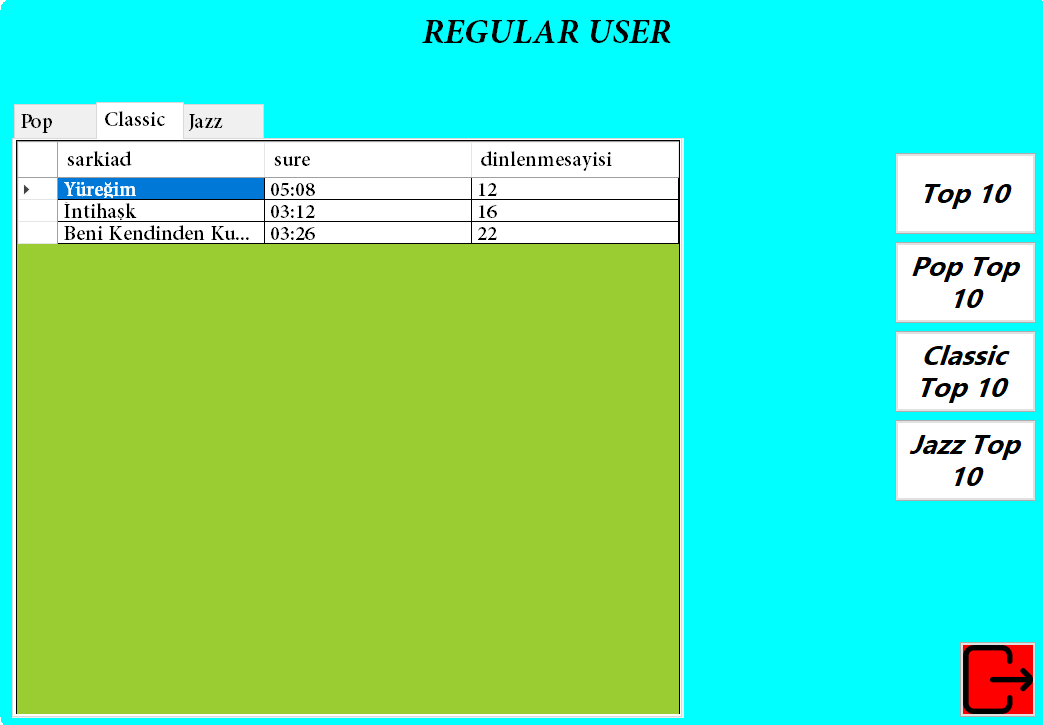 REGULAR USER
Pop Classic Jazz
sarkiad sure dinlenmesayisi
Yüreğim 05:08 12
İntihaşk 03:12 16
Beni Kendinden Ku... 03:26 22
Top 10
Pop Top
10
Classic
Top 10
Jazz Top
10